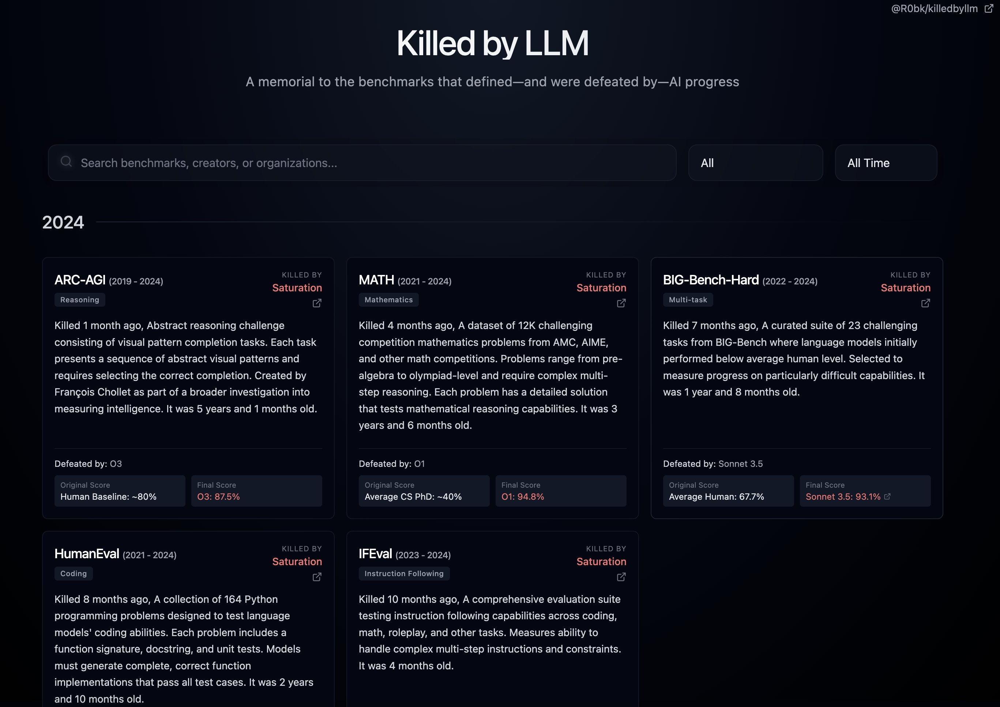 @R0bk/killedbyllm
Killed by LLM
A memorial to the benchmarks that defined—and were defeated by—AI progress
Search benchmarks, creators, or organizations...
All
All Time
2024
ARC-AGI (2019 - 2024)
KILLED BY
Saturation
Reasoning
Killed 1 month ago, Abstract reasoning challenge
consisting of visual pattern completion tasks. Each task
presents a sequence of abstract visual patterns and
requires selecting the correct completion. Created by
François Chollet as part of a broader investigation into
measuring intelligence. It was 5 years and 1 months old.
Defeated by: O3
Original Score
Human Baseline: ~80%
Final Score
O3: 87.5%
MATH (2021 - 2024)
KILLED BY
Saturation
Mathematics
Killed 4 months ago, A dataset of 12K challenging
competition mathematics problems from AMC, AIME,
and other math competitions. Problems range from pre-
algebra to olympiad-level and require complex multi-
step reasoning. Each problem has a detailed solution
that tests mathematical reasoning capabilities. It was 3
years and 6 months old.
Defeated by: O1
Original Score
Average CS PhD: ~40%
Final Score
O1: 94.8%
BIG-Bench-Hard (2022 - 2024)
KILLED BY
Saturation
Multi-task
Killed 7 months ago, A curated suite of 23 challenging
tasks from BIG-Bench where language models initially
performed below average human level. Selected to
measure progress on particularly difficult capabilities. It
was 1 year and 8 months old.
Defeated by: Sonnet 3.5
Original Score
Average Human: 67.7%
Final Score
Sonnet 3.5: 93.1%
HumanEval (2021 - 2024)
KILLED BY
Saturation
Coding
Killed 8 months ago, A collection of 164 Python
programming problems designed to test language
models' coding abilities. Each problem includes a
function signature, docstring, and unit tests. Models
must generate complete, correct function
implementations that pass all test cases. It was 2 years
and 10 months old.
IFEval (2023 - 2024)
KILLED BY
Saturation
Instruction Following
Killed 10 months ago, A comprehensive evaluation suite
testing instruction following capabilities across coding,
math, roleplay, and other tasks. Measures ability to
handle complex multi-step instructions and constraints.
It was 4 months old.